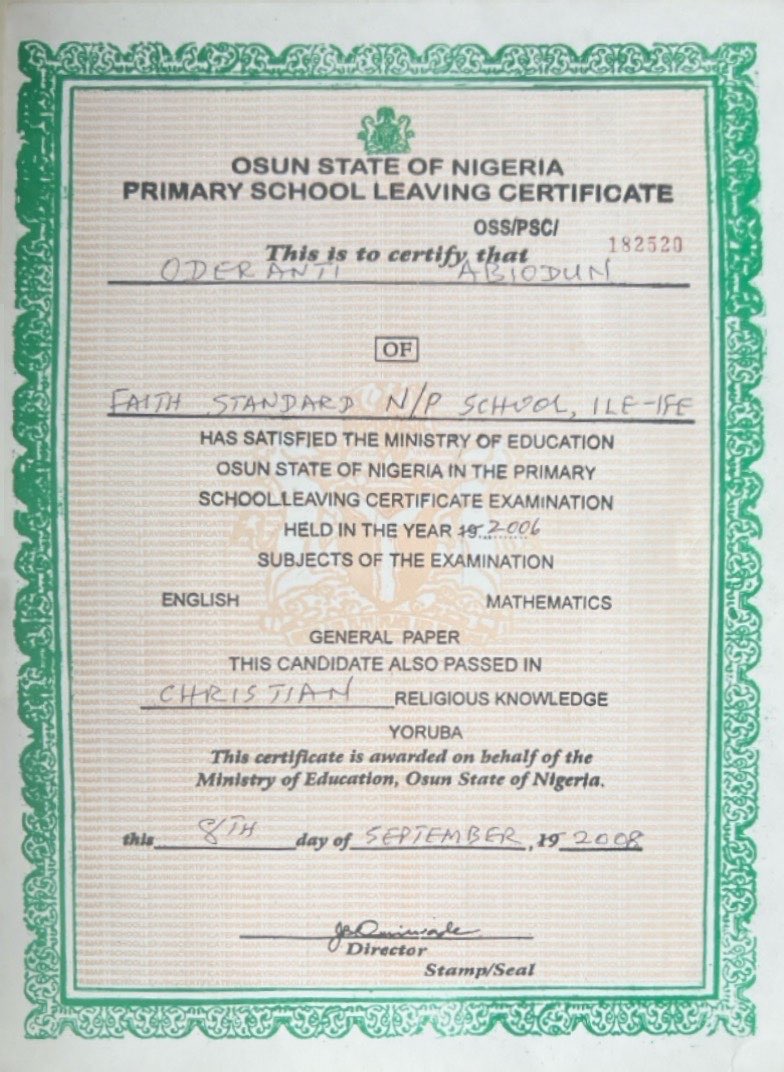 OSUN STATE OF NIGERIA
PRIMARY SCHOOL LEAVING CERTIFICATE
OSS/PSC/ 182520
This is to certify that
ODERANTI ABIODUN
OF
FAITH STANDARD N/P SCHOOL, ILE-IFE
HAS SATISFIED THE MINISTRY OF EDUCATION
OSUN STATE OF NIGERIA IN THE PRIMARY
SCHOOL LEAVING CERTIFICATE EXAMINATION
HELD IN THE YEAR 19 2006
SUBJECTS OF THE EXAMINATION
ENGLISH MATHEMATICS
GENERAL PAPER
THIS CANDIDATE ALSO PASSED IN
CHRISTIAN RELIGIOUS KNOWLEDGE
YORUBA
This certificate is awarded on behalf of the
Ministry of Education, Osun State of Nigeria.
this 8TH day of SEPTEMBER, 19 2008
Director
Stamp/Seal